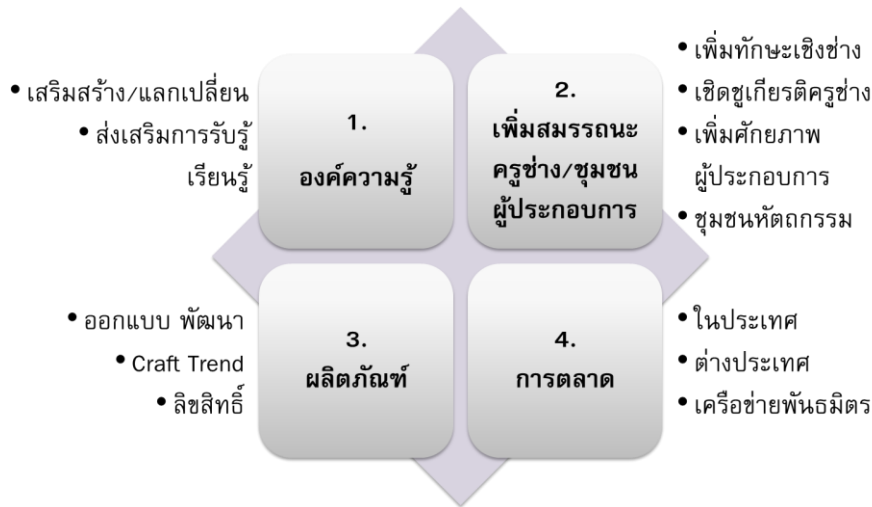 • เสริมสร้าง/แลกเปลี่ยน
• ส่งเสริมการรับรู้
เรียนรู้
1.
องค์ความรู้
2.
เพิ่มสมรรถนะ
ครูช่าง/ชุมชน
ผู้ประกอบการ
• เพิ่มทักษะเชิงช่าง
• เชิดชูเกียรติครูช่าง
• เพิ่มศักยภาพ
ผู้ประกอบการ
• ชุมชนหัตถกรรม
• ออกแบบ พัฒนา
• Craft Trend
• ลิขสิทธิ์
3.
ผลิตภัณฑ์
4.
การตลาด
• ในประเทศ
• ต่างประเทศ
• เครือข่ายพันธมิตร